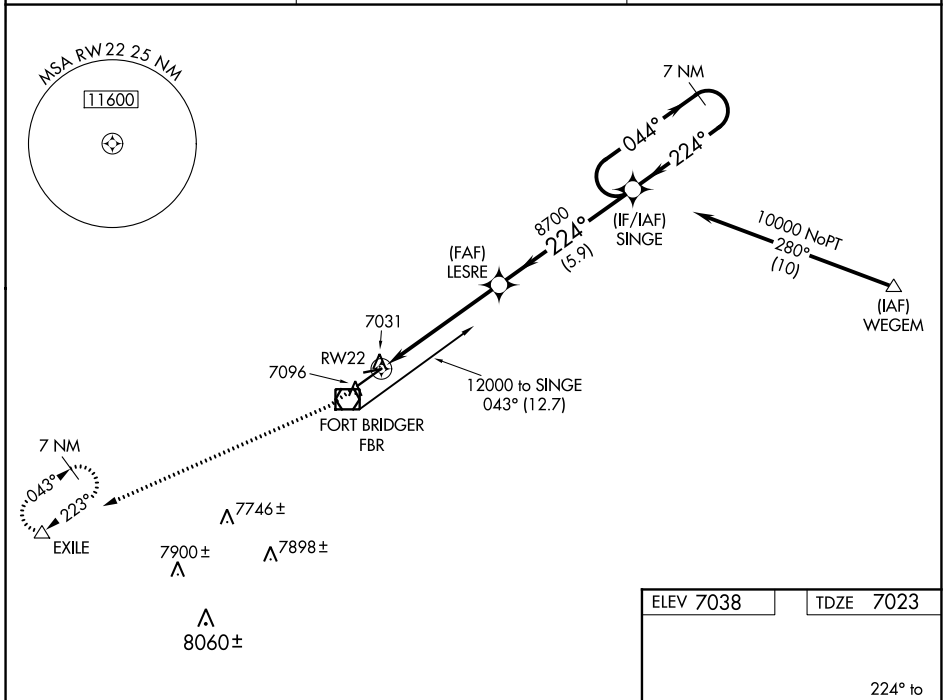 MSA RW22 25 NM
11600
7 NM
044°
224°
(IF/IAF)
SINGE
8700
224°
(5.9)
10000 NoPT
280°
(10)
(IAF)
WEGEM
(FAF)
LESRE
7031
RW22
7096
12000 to SINGE
043° (12.7)
FORT BRIDGER
FBR
7 NM
043°
223°
EXILE
7746±
7900±
7898±
8060±
ELEV 7038
TDZE 7023
224° to